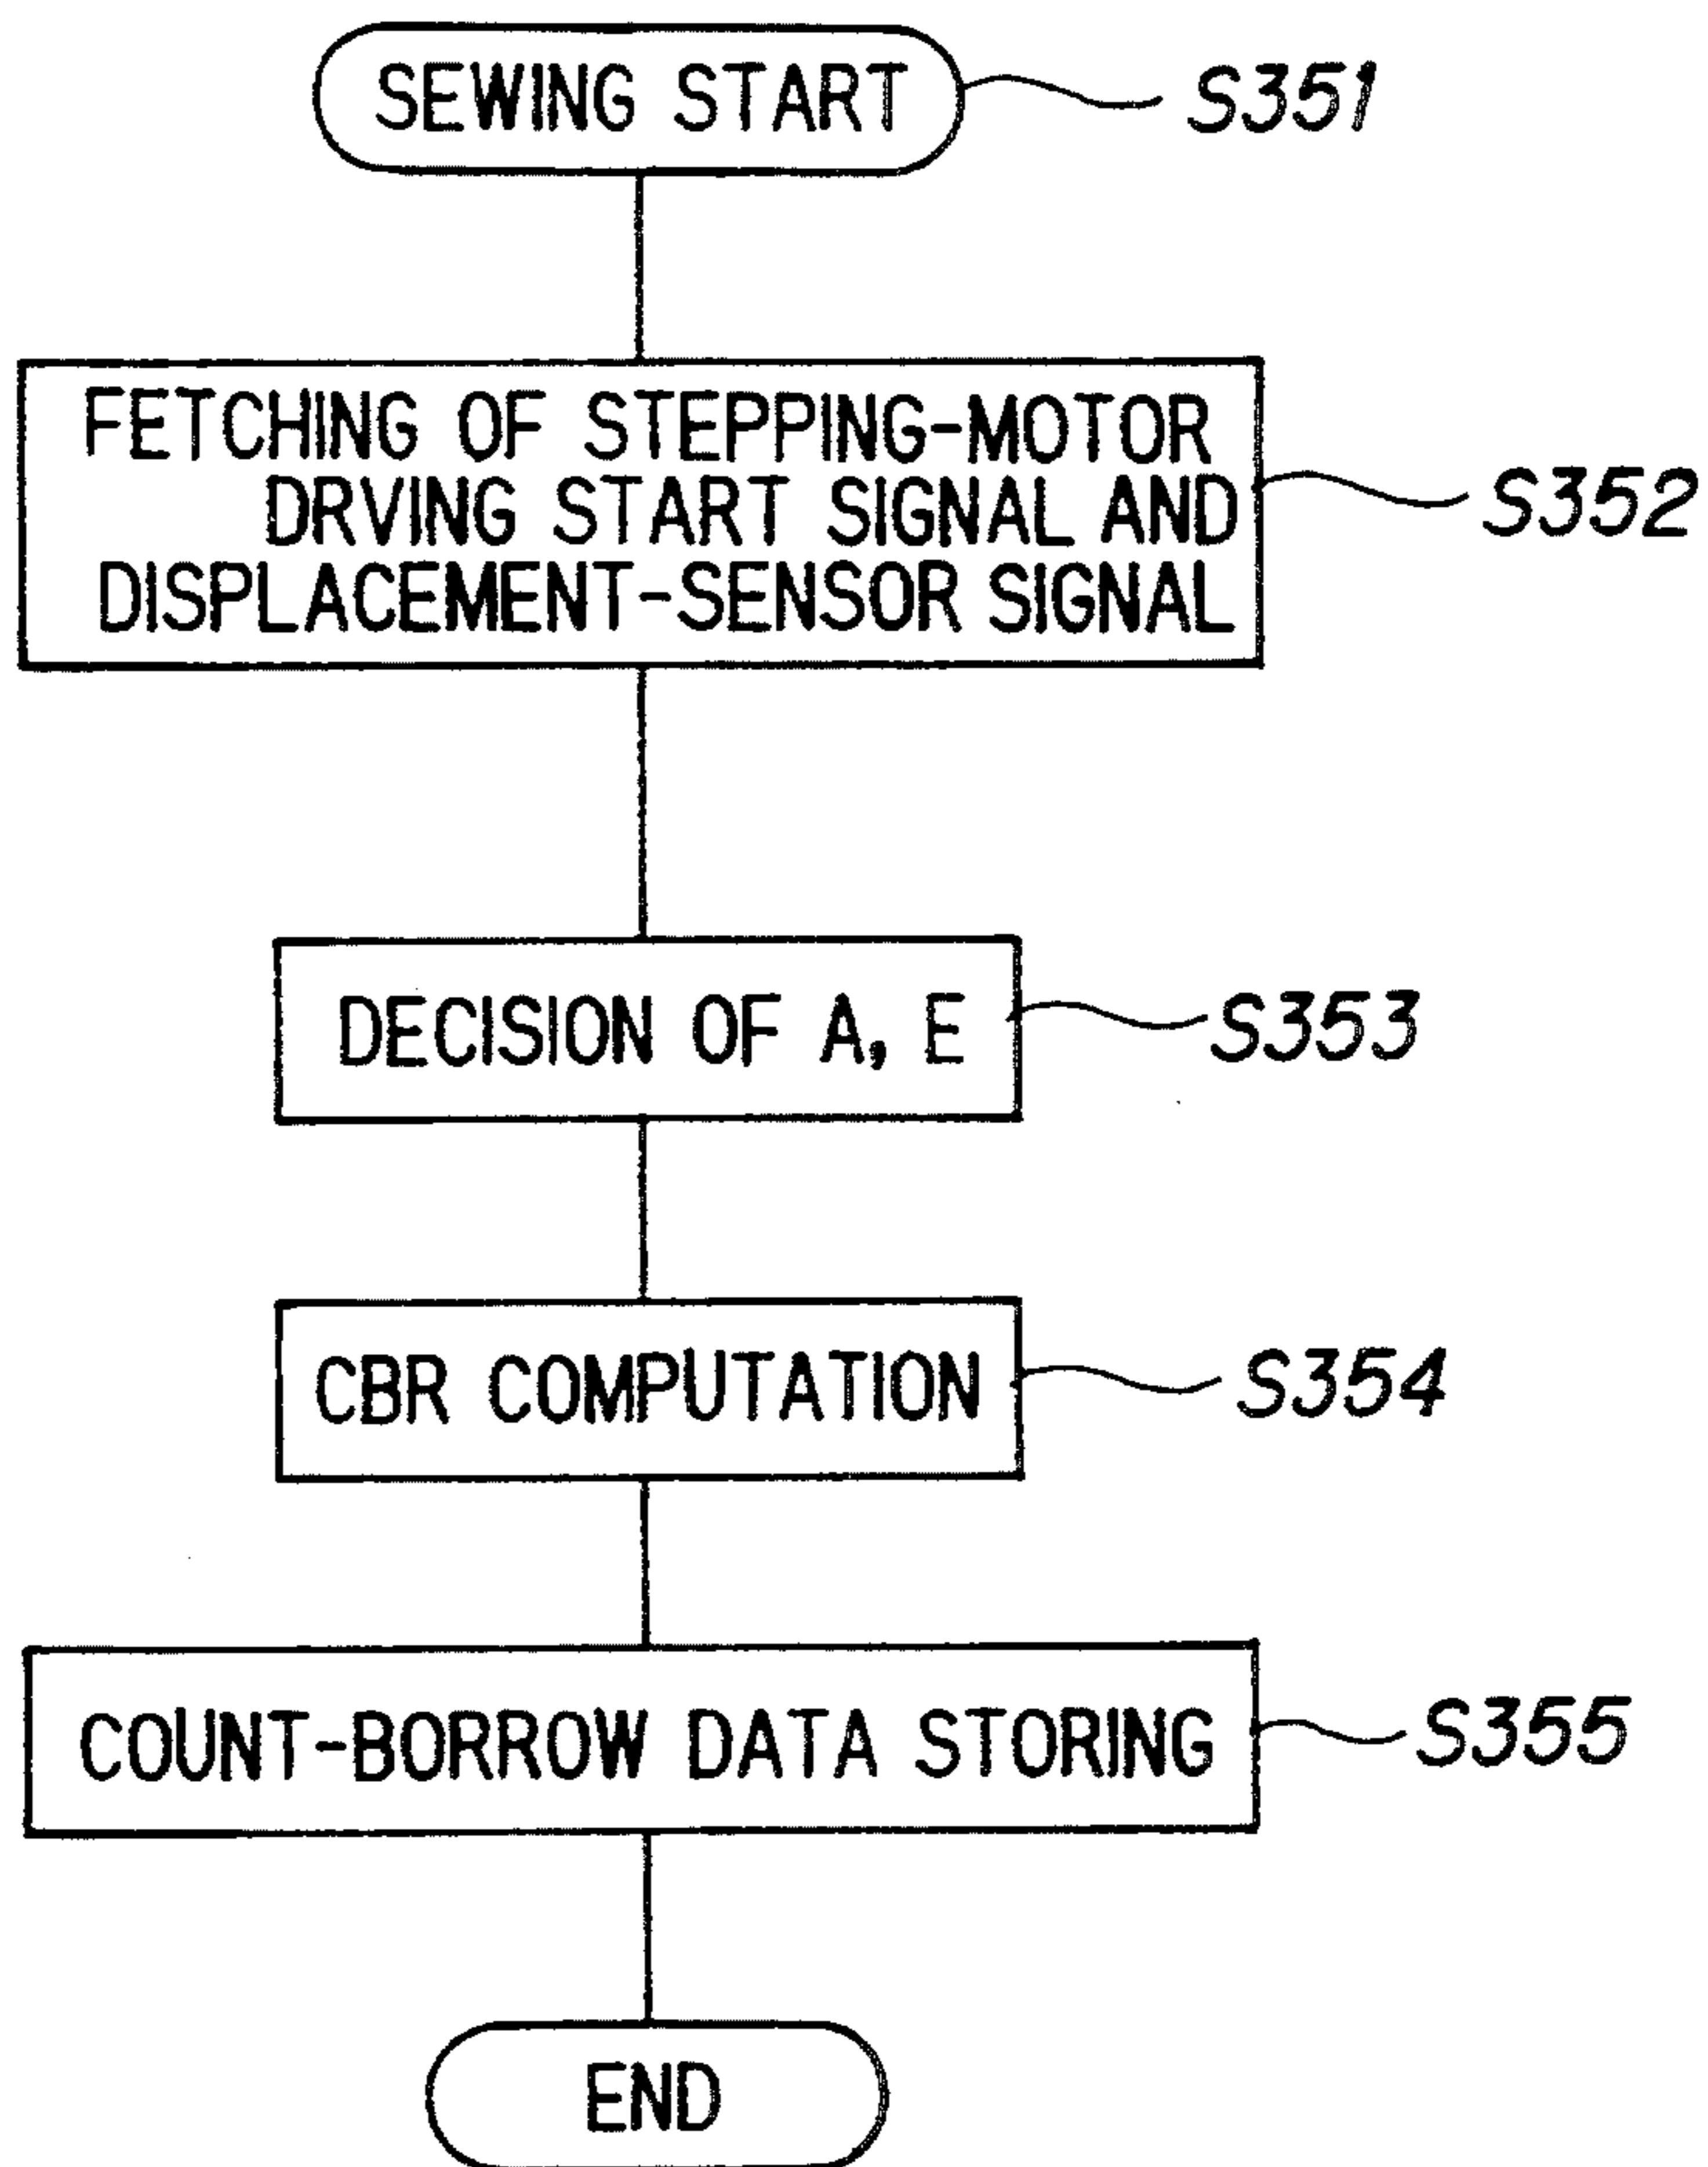 SEWING START
S351
FETCHING OF STEPPING-MOTOR
DRVING START SIGNAL AND
DISPLACEMENT-SENSOR SIGNAL
S352
DECISION OF A, E
S353
CBR COMPUTATION
S354
COUNT-BORROW DATA STORING
S355
END